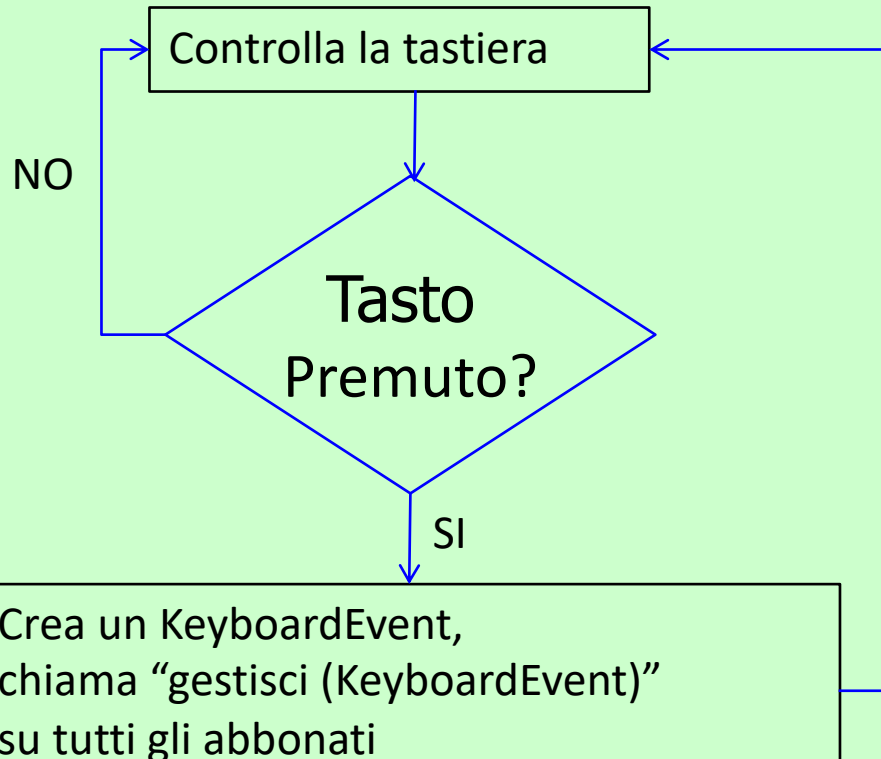 Controlla la tastiera
NO
Tasto
Premuto?
SI
Crea un KeyboardEvent,
chiama “gestisci (KeyboardEvent)”
su tutti gli abbonati